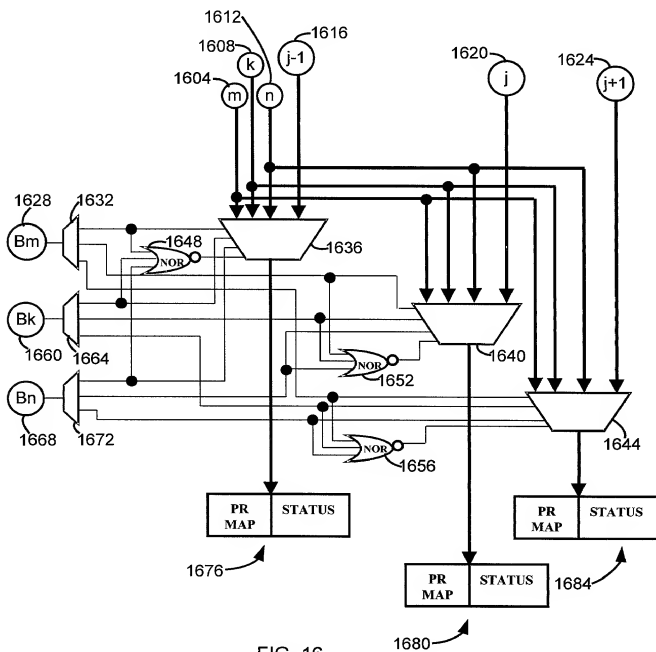 1612
1608
k
j-1
1616
1604
m
n
1620
j
1624
j+1
1628
1632
Bm
1648
NOR
1636
Bk
1660
1664
1640
NOR
1652
Bn
1668
1672
NOR
1656
1644
PR
MAP
STATUS
PR
MAP
STATUS
1676
1684
PR
MAP
STATUS
1680
FIG. 16